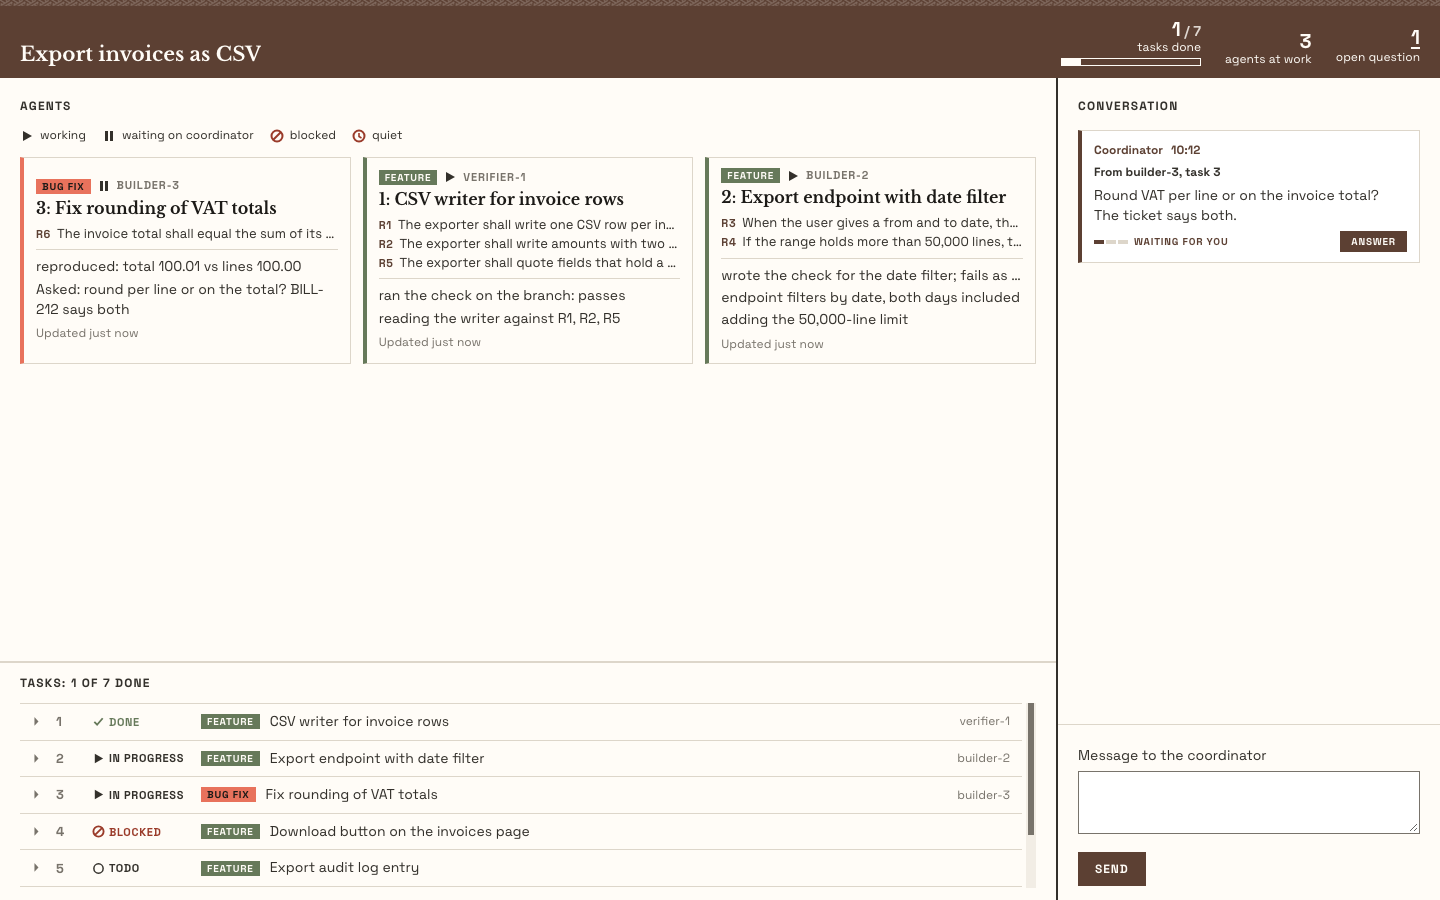 Export invoices as CSV
1 / 7
tasks done
3
agents at work
1
open question
AGENTS
working
waiting on coordinator
blocked
quiet
BUG FIX BUILDER-3
3: Fix rounding of VAT totals
R6 The invoice total shall equal the sum of its ...
reproduced: total 100.01 vs lines 100.00
Asked: round per line or on the total? BILL-
212 says both
Updated just now
FEATURE VERIFIER-1
1: CSV writer for invoice rows
R1 The exporter shall write one CSV row per in...
R2 The exporter shall write amounts with two ...
R5 The exporter shall quote fields that hold a ...
ran the check on the branch: passes
reading the writer against R1, R2, R5
Updated just now
FEATURE BUILDER-2
2: Export endpoint with date filter
R3 When the user gives a from and to date, th...
R4 If the range holds more than 50,000 lines, t...
wrote the check for the date filter; fails as ...
endpoint filters by date, both days included
adding the 50,000-line limit
Updated just now
TASKS: 1 OF 7 DONE
1 DONE FEATURE CSV writer for invoice rows verifier-1
2 IN PROGRESS FEATURE Export endpoint with date filter builder-2
3 IN PROGRESS BUG FIX Fix rounding of VAT totals builder-3
4 BLOCKED FEATURE Download button on the invoices page
5 TODO FEATURE Export audit log entry
CONVERSATION
Coordinator 10:12
From builder-3, task 3
Round VAT per line or on the invoice total?
The ticket says both.
WAITING FOR YOU ANSWER
Message to the coordinator
SEND